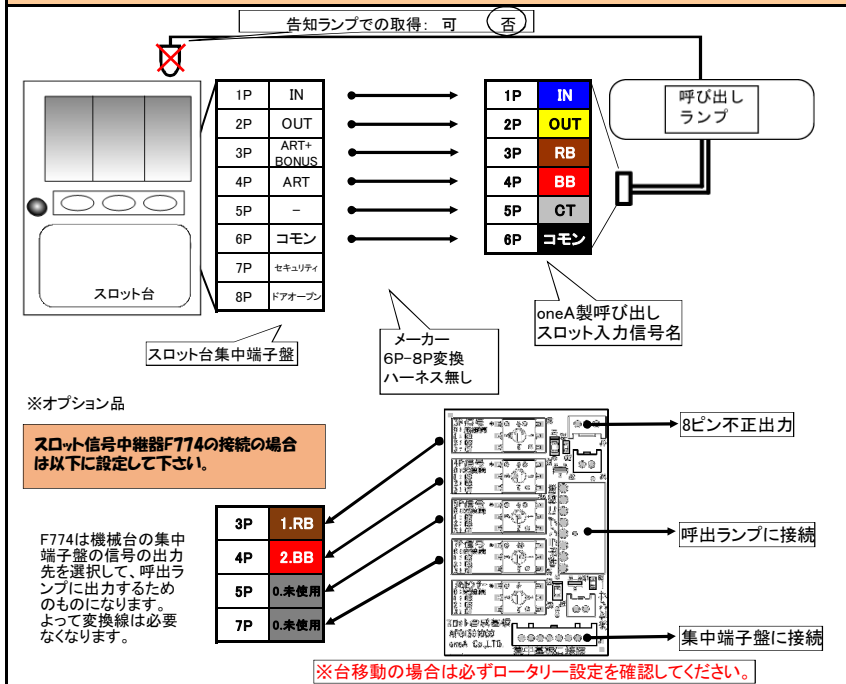 告知ランプでの取得： 可 否
呼び出し
ランプ
1P IN
2P OUT
3P ART+
BONUS
4P ART
5P －
6P コモン
7P セキュリティ
8P ドアオープン
1P IN
2P OUT
3P RB
4P BB
5P CT
6P コモン
スロット台
スロット台集中端子盤
メーカー
6P-8P変換
ハーネス無し
oneA製呼び出し
スロット入力信号名
※オプション品
スロット信号中継器F774の接続の場合
は以下に設定して下さい。
F774は機械台の集中
端子盤の信号の出力
先を選択して、呼出ラ
ンプに出力するため
のものになります。
よって変換線は必要
なくなります。
3P 1.RB
4P 2.BB
5P 0.未使用
7P 0.未使用
3P信号
4P信号
oneA Co.,LTD.
8ピン不正出力
呼出ランプに接続
集中端子盤に接続
※台移動の場合は必ずロータリー設定を確認してください。